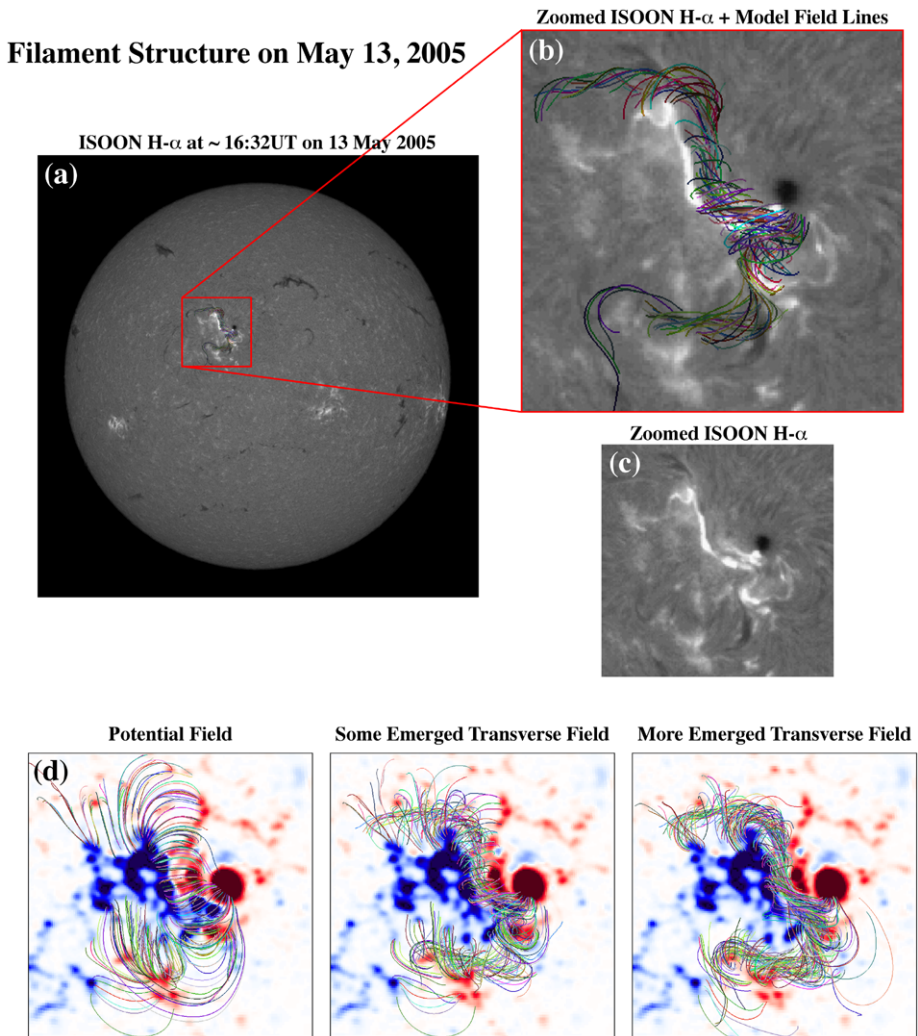 Zoomed ISOON H-α + Model Field Lines
Filament Structure on May 13, 2005
(b)
ISOON H-α at ~ 16:32UT on 13 May 2005
(a)
Zoomed ISOON H-α
(c)
Potential Field
Some Emerged Transverse Field
More Emerged Transverse Field
(d)